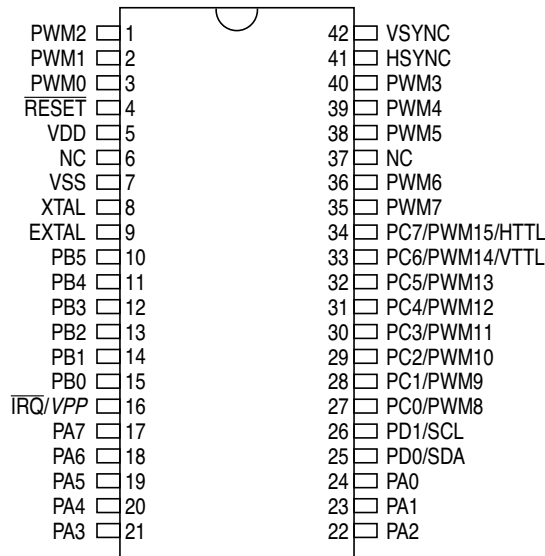 PWM2 1 42 VSYNC
PWM1 2 41 HSYNC
PWM0 3 40 PWM3
RESET 4 39 PWM4
VDD 5 38 PWM5
NC 6 37 NC
VSS 7 36 PWM6
XTAL 8 35 PWM7
EXTAL 9 34 PC7/PWM15/HTTL
PB5 10 33 PC6/PWM14/VTTL
PB4 11 32 PC5/PWM13
PB3 12 31 PC4/PWM12
PB2 13 30 PC3/PWM11
PB1 14 29 PC2/PWM10
PB0 15 28 PC1/PWM9
IRQ/VPP 16 27 PC0/PWM8
PA7 17 26 PD1/SCL
PA6 18 25 PD0/SDA
PA5 19 24 PA0
PA4 20 23 PA1
PA3 21 22 PA2